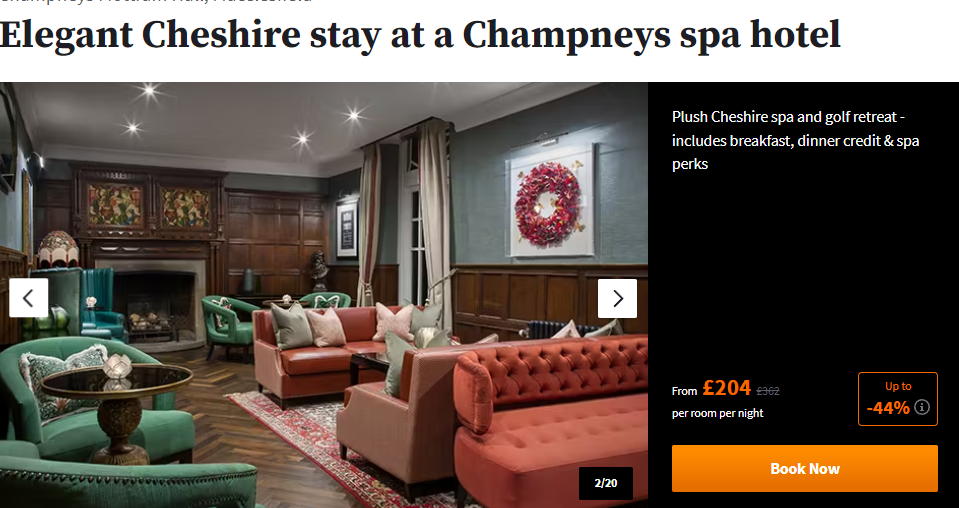 Elegant Cheshire stay at a Champneys spa hotel
Plush Cheshire spa and golf retreat -
includes breakfast, dinner credit & spa
perks
From £204 £362
per room per night
Up to
-44%
Book Now
2/20